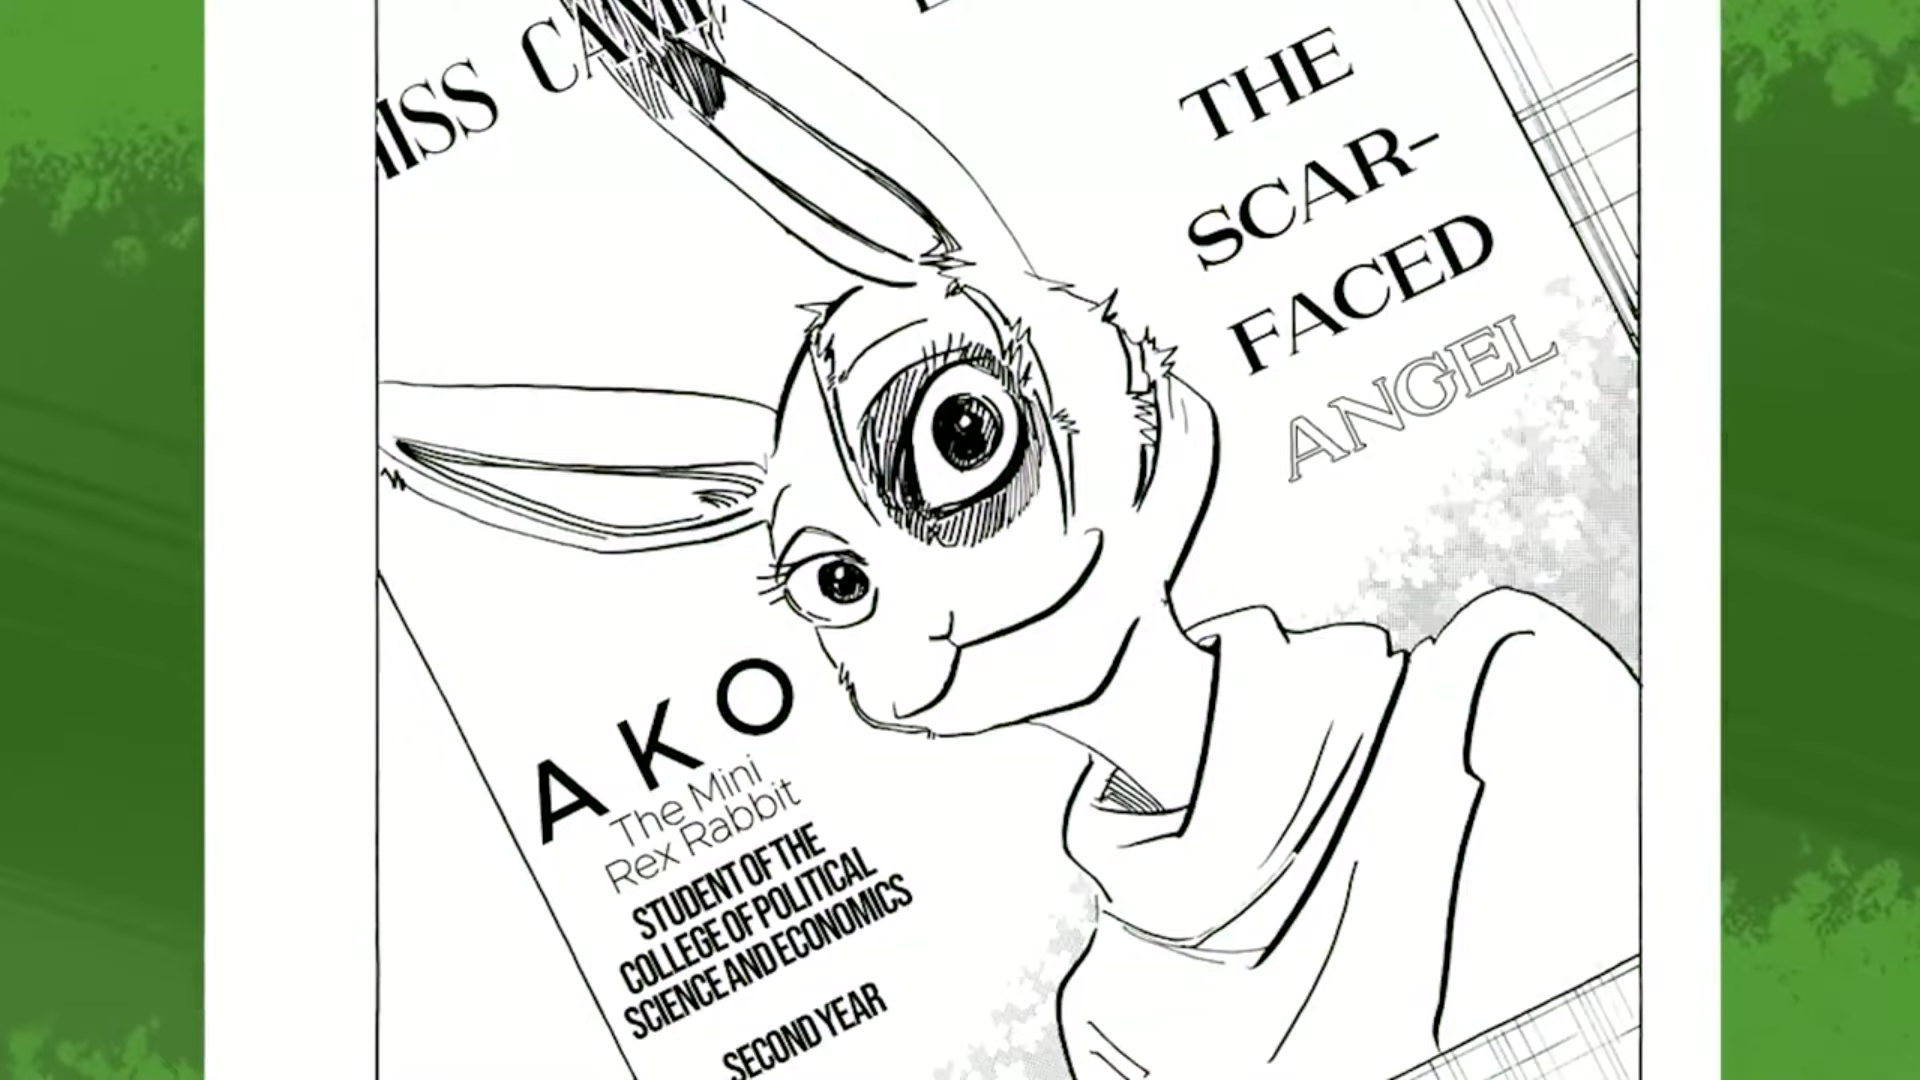 MISS CAM
THE
SCAR-
FACED
ANGEL
AKO
The Mini
Rex Rabbit
STUDENT OF THE
COLLEGE OF POLITICAL
SCIENCE AND ECONOMICS
SECOND YEAR